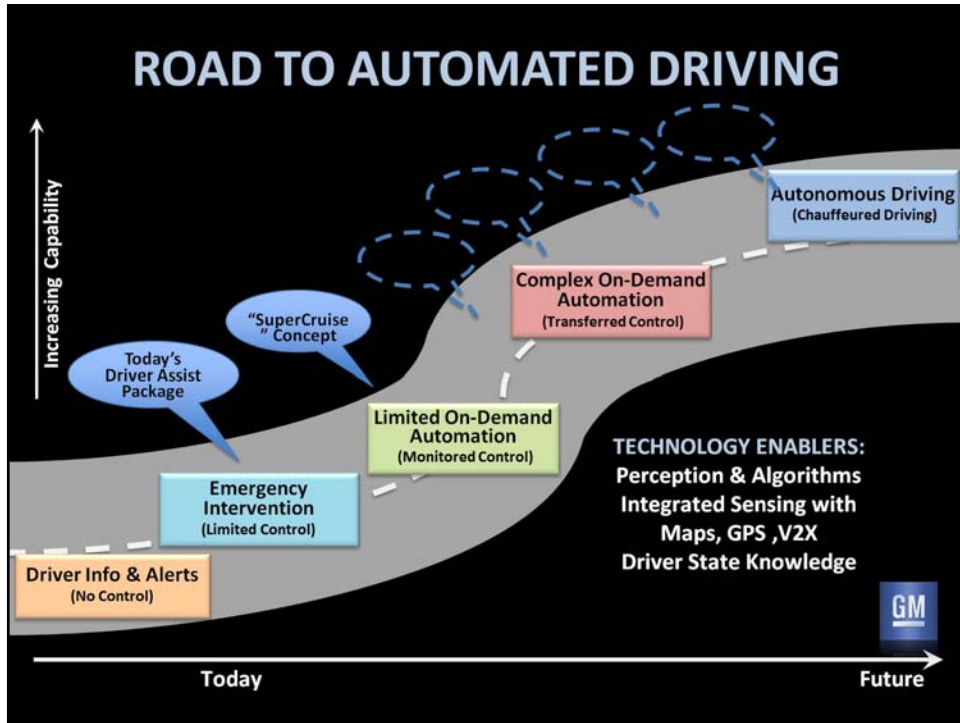 ROAD TO AUTOMATED DRIVING
Increasing Capability
Autonomous Driving
(Chauffeured Driving)
Complex On-Demand
Automation
(Transferred Control)
"SuperCruise
" Concept
Today's
Driver Assist
Package
Limited On-Demand
Automation
(Monitored Control)
Emergency
Intervention
(Limited Control)
Driver Info & Alerts
(No Control)
TECHNOLOGY ENABLERS:
Perception & Algorithms
Integrated Sensing with
Maps, GPS ,V2X
Driver State Knowledge
GM
Today
Future